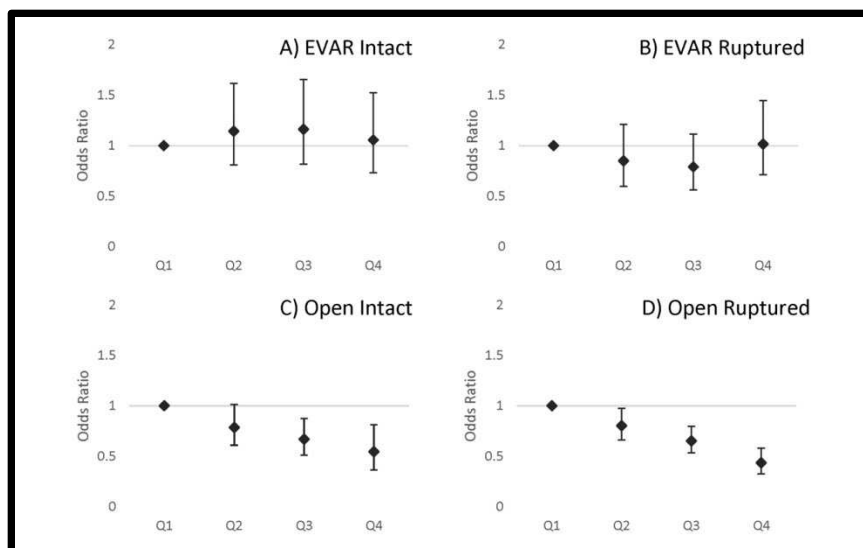 A) EVAR Intact
2
1.5
1
0.5
0
Odds Ratio
Q1 Q2 Q3 Q4
B) EVAR Ruptured
2
1.5
1
0.5
0
Odds Ratio
Q1 Q2 Q3 Q4
C) Open Intact
2
1.5
1
0.5
0
Odds Ratio
Q1 Q2 Q3 Q4
D) Open Ruptured
2
1.5
1
0.5
0
Odds Ratio
Q1 Q2 Q3 Q4